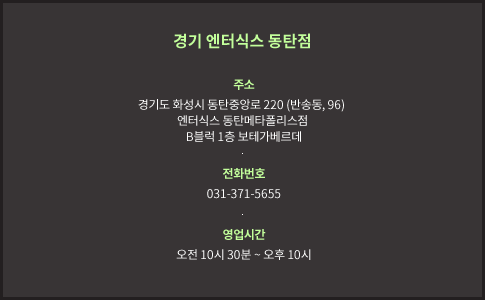 경기 엔터식스 동탄점
주소
경기도 화성시 동탄중앙로 220 (반송동, 96)
엔터식스 동탄메타폴리스점
B블럭 1층 보테가베르데
.
전화번호
031-371-5655
.
영업시간
오전 10시 30분 ~ 오후 10시